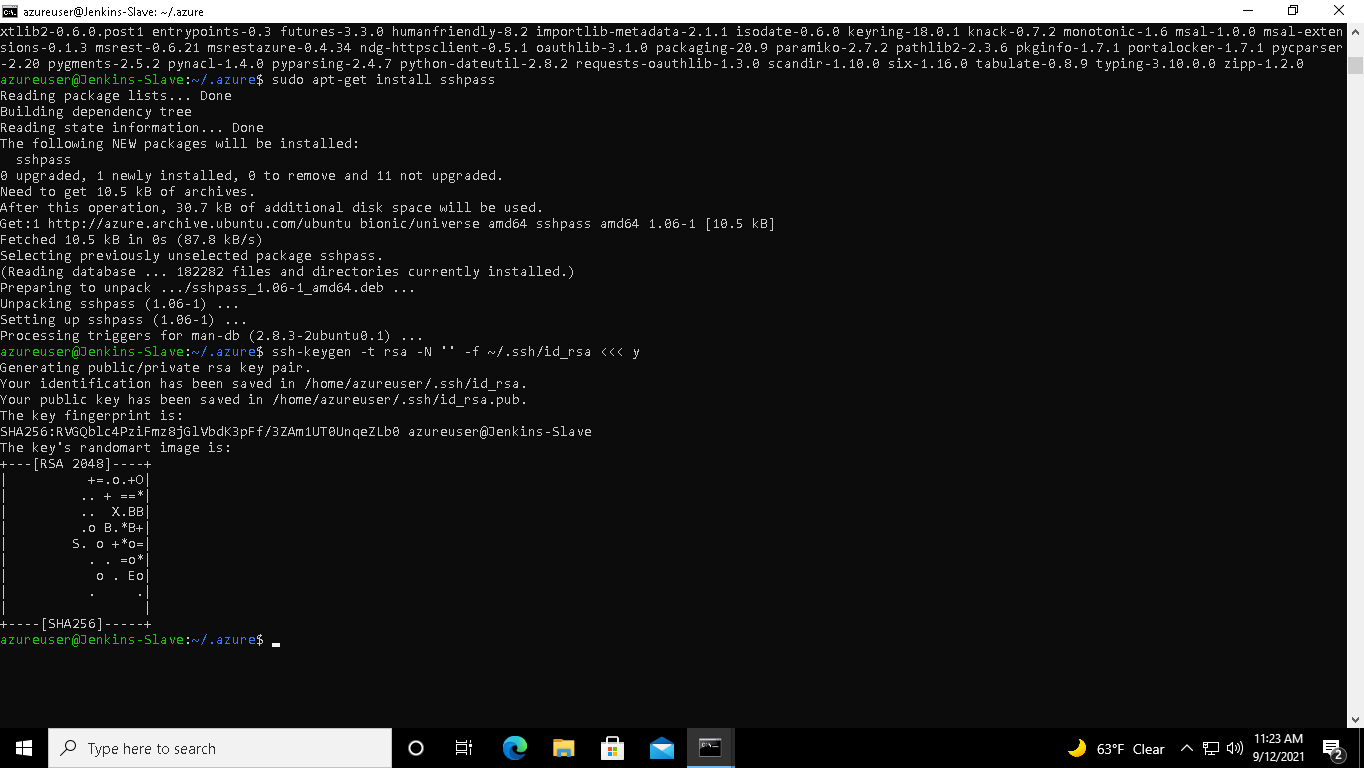 azureuser@Jenkins-Slave: ~/.azure
xtlib2-0.6.0.post1 entrypoints-0.3 futures-3.3.0 humanfriendly-8.2 importlib-metadata-2.1.1 isodate-0.6.0 keyring-18.0.1 knack-0.7.2 monotonic-1.6 msal-1.0.0 msal-exten
sions-0.1.3 msrest-0.6.21 msrestazure-0.4.34 ndg-httpsclient-0.5.1 oauthlib-3.1.0 packaging-20.9 paramiko-2.7.2 pathlib2-2.3.6 pkginfo-1.7.1 portalocker-1.7.1 pycparser
-2.20 pygments-2.5.2 pynacl-1.4.0 pyparsing-2.4.7 python-dateutil-2.8.2 requests-oauthlib-1.3.0 scandir-1.10.0 six-1.16.0 tabulate-0.8.9 typing-3.10.0.0 zipp-1.2.0
azureuser@Jenkins-Slave:~/.azure$ sudo apt-get install sshpass
Reading package lists... Done
Building dependency tree
Reading state information... Done
The following NEW packages will be installed:
  sshpass
0 upgraded, 1 newly installed, 0 to remove and 11 not upgraded.
Need to get 10.5 kB of archives.
After this operation, 30.7 kB of additional disk space will be used.
Get:1 http://azure.archive.ubuntu.com/ubuntu bionic/universe amd64 sshpass amd64 1.06-1 [10.5 kB]
Fetched 10.5 kB in 0s (87.8 kB/s)
Selecting previously unselected package sshpass.
(Reading database ... 182282 files and directories currently installed.)
Preparing to unpack .../sshpass_1.06-1_amd64.deb ...
Unpacking sshpass (1.06-1) ...
Setting up sshpass (1.06-1) ...
Processing triggers for man-db (2.8.3-2ubuntu0.1) ...
azureuser@Jenkins-Slave:~/.azure$ ssh-keygen -t rsa -N '' -f ~/.ssh/id_rsa <<< y
Generating public/private rsa key pair.
Your identification has been saved in /home/azureuser/.ssh/id_rsa.
Your public key has been saved in /home/azureuser/.ssh/id_rsa.pub.
The key fingerprint is:
SHA256:RVGQblc4PziFmz8jGlVbdK3pFf/3ZAm1UT0UnqeZLb0 azureuser@Jenkins-Slave
The key's randomart image is:
+---[RSA 2048]----+
|          +=.o.+O|
|         .. + ==*|
|         ..  X.BB|
|         .o B.*B+|
|        S. o +*o=|
|          . . =o*|
|           o . Eo|
|          .     .|
|                 |
+----[SHA256]-----+
azureuser@Jenkins-Slave:~/.azure$
Type here to search
63°F Clear
11:23 AM
9/12/2021
2